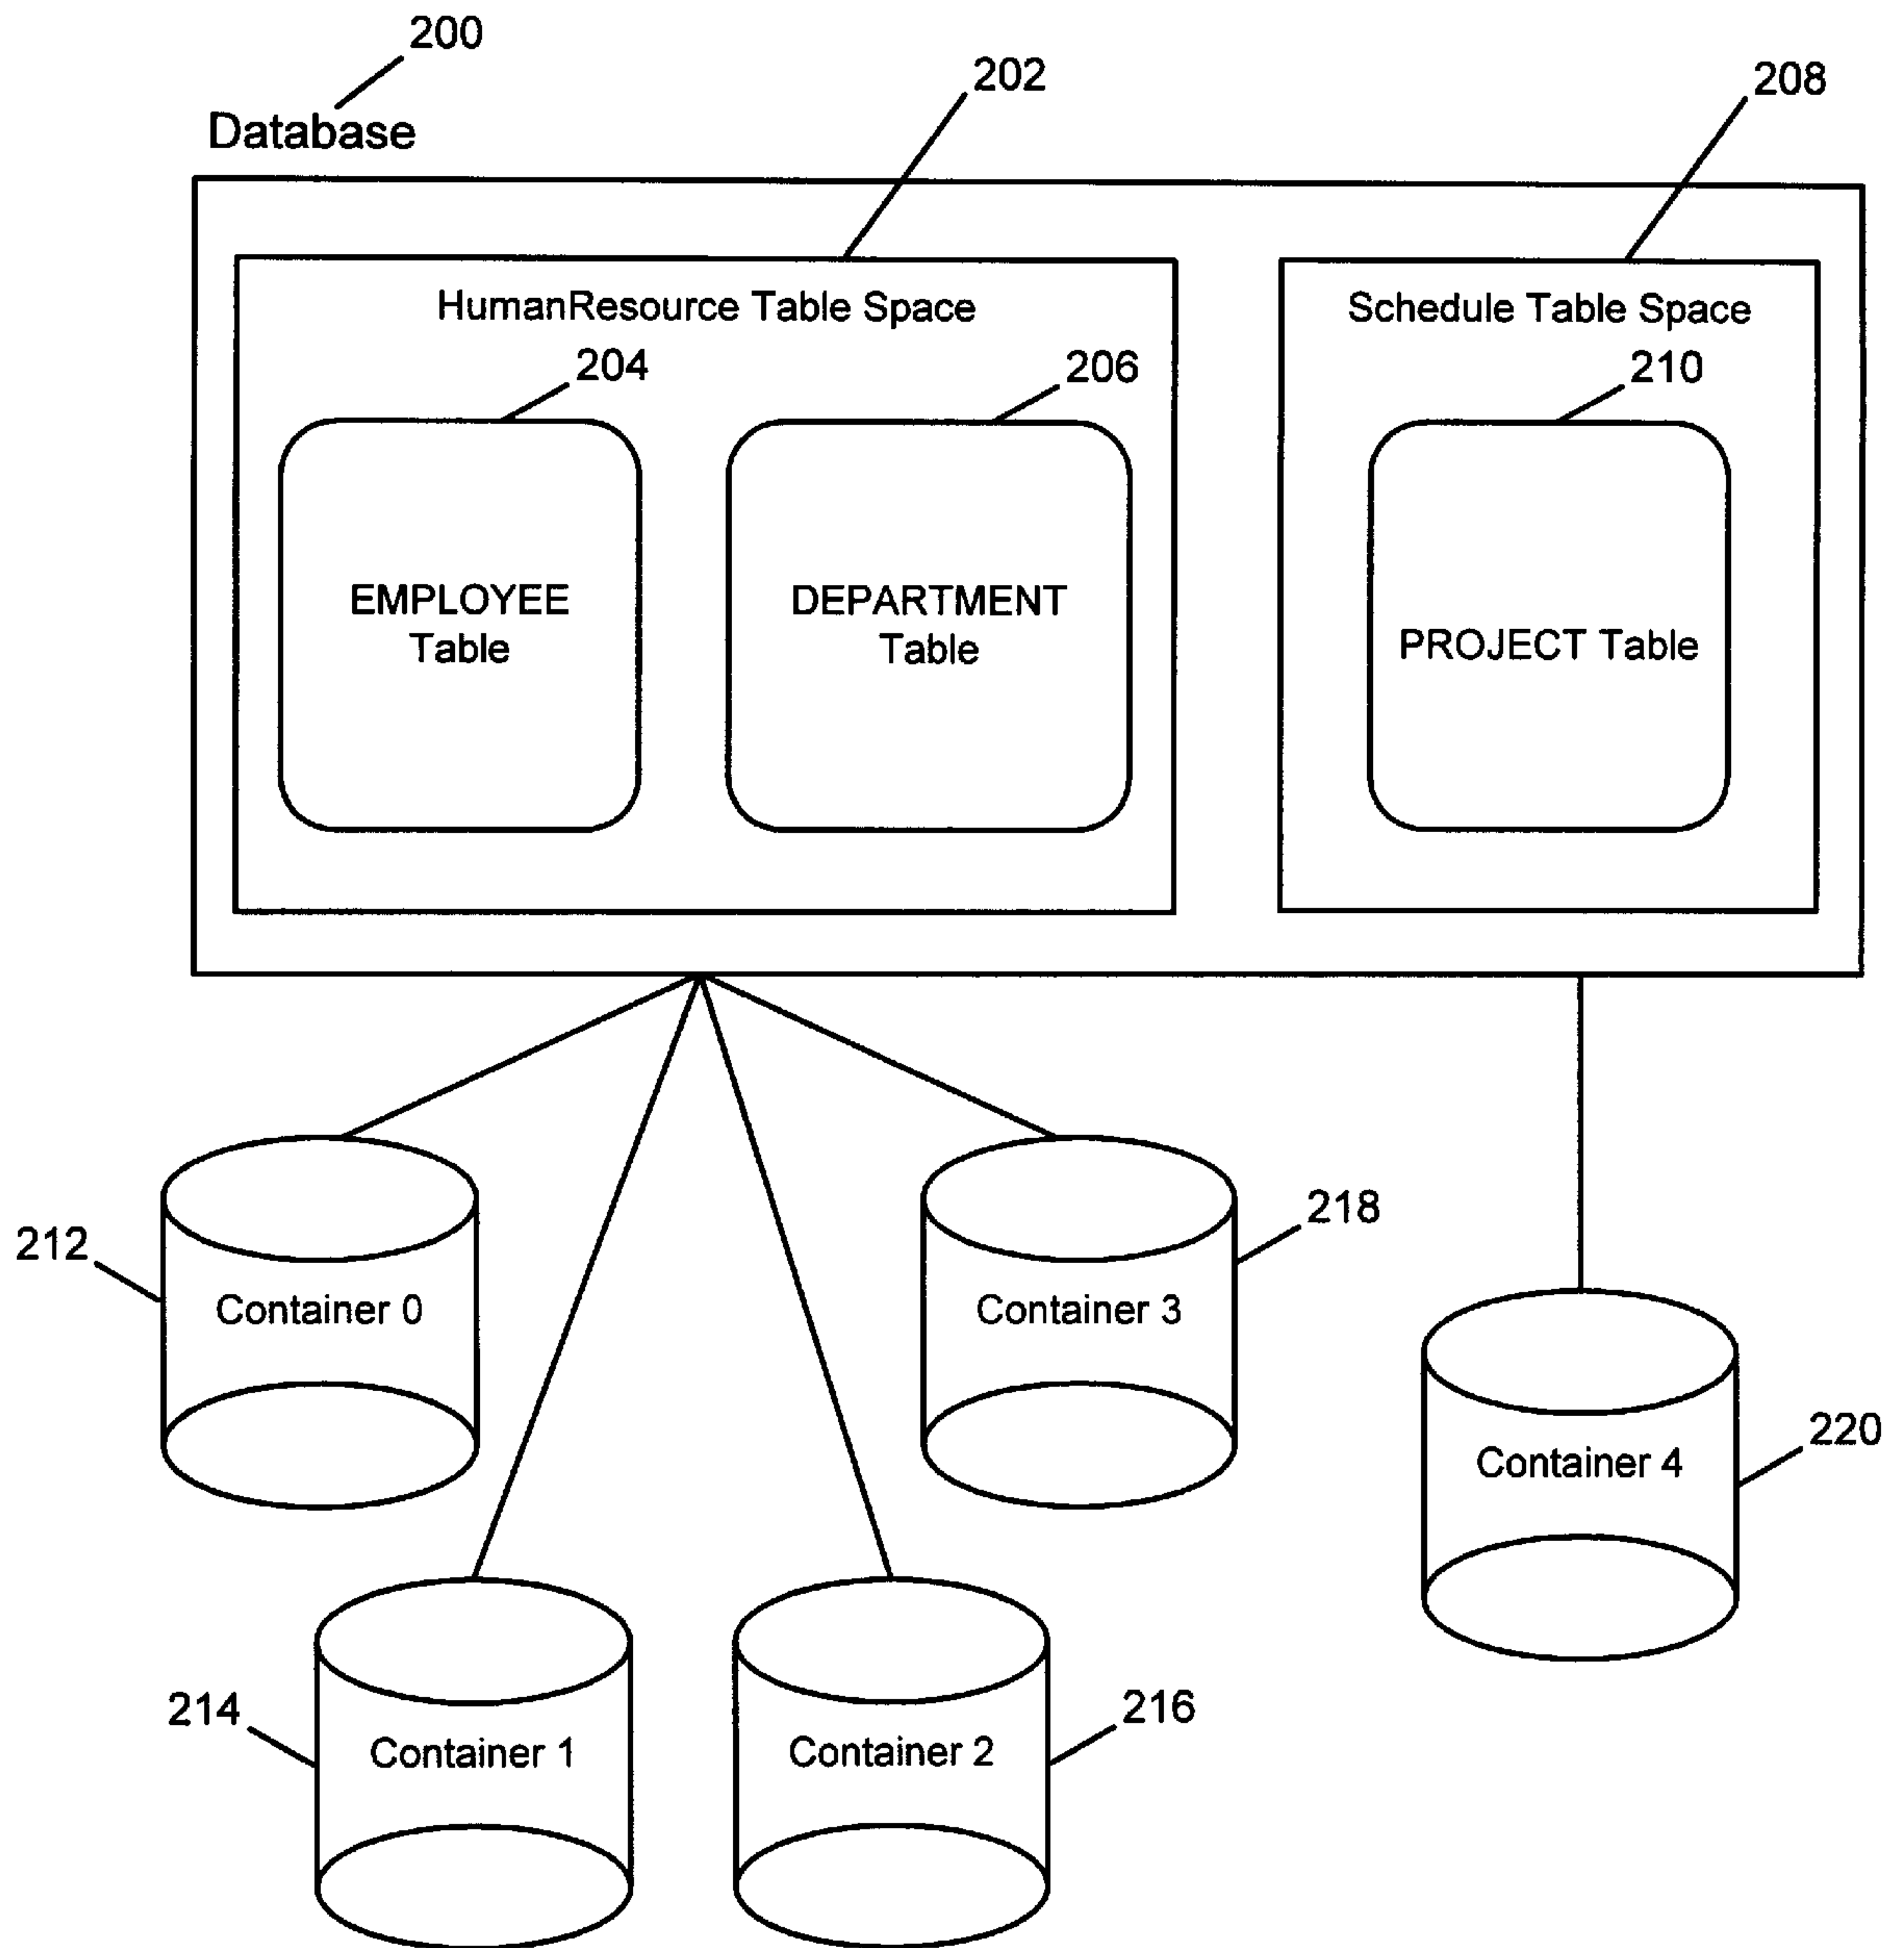 200
Database
202
208
HumanResource Table Space
Schedule Table Space
204
206
210
EMPLOYEE
Table
DEPARTMENT
Table
PROJECT Table
212
Container 0
Container 3
218
Container 4
220
214
Container 1
Container 2
216